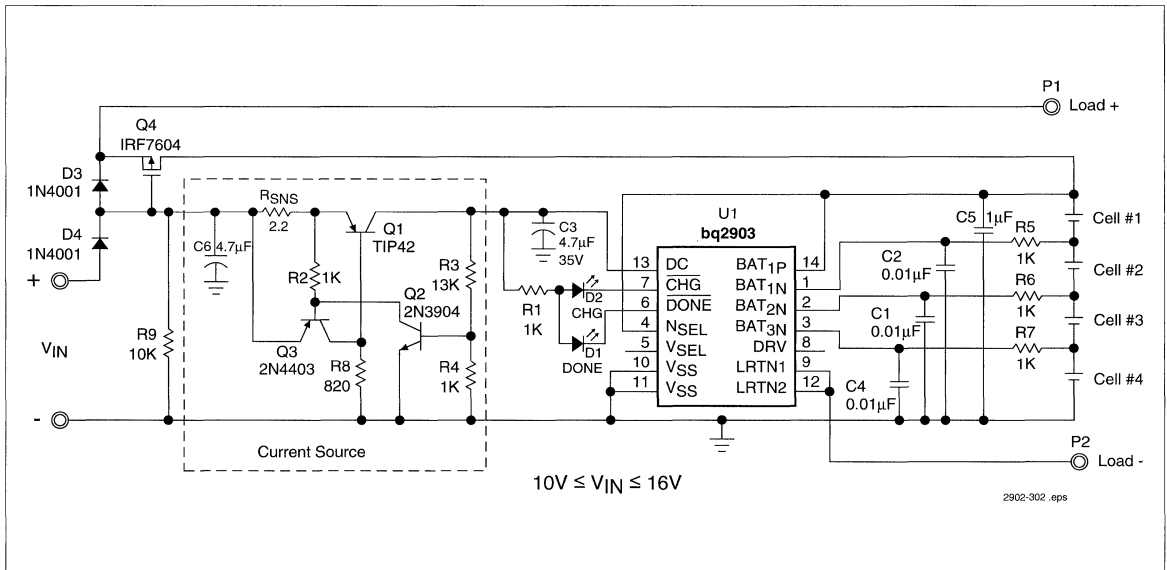 P1
Load +
Q4
IRF7604
D3
1N4001
D4
1N4001
+
VIN
-
R9
10K
C6 4.7µF
RSNS
2.2
Q1
TIP42
R2
1K
Q3
2N4403
Q2
2N3904
R8
820
R3
13K
R4
1K
Current Source
C3
4.7µF
35V
R1
1K
D2
CHG
D1
DONE
U1
bq2903
13 DC
7 CHG
6 DONE
4 NSEL
5 VSEL
10 VSS
11 VSS
BAT1P 14
BAT1N 1
BAT2N 2
BAT3N 3
DRV 8
LRTN1 9
LRTN2 12
C5 1µF
C2
0.01µF
C1
0.01µF
C4
0.01µF
R5
1K
R6
1K
R7
1K
Cell #1
Cell #2
Cell #3
Cell #4
P2
Load -
10V ≤ VIN ≤ 16V
2902-302 .eps